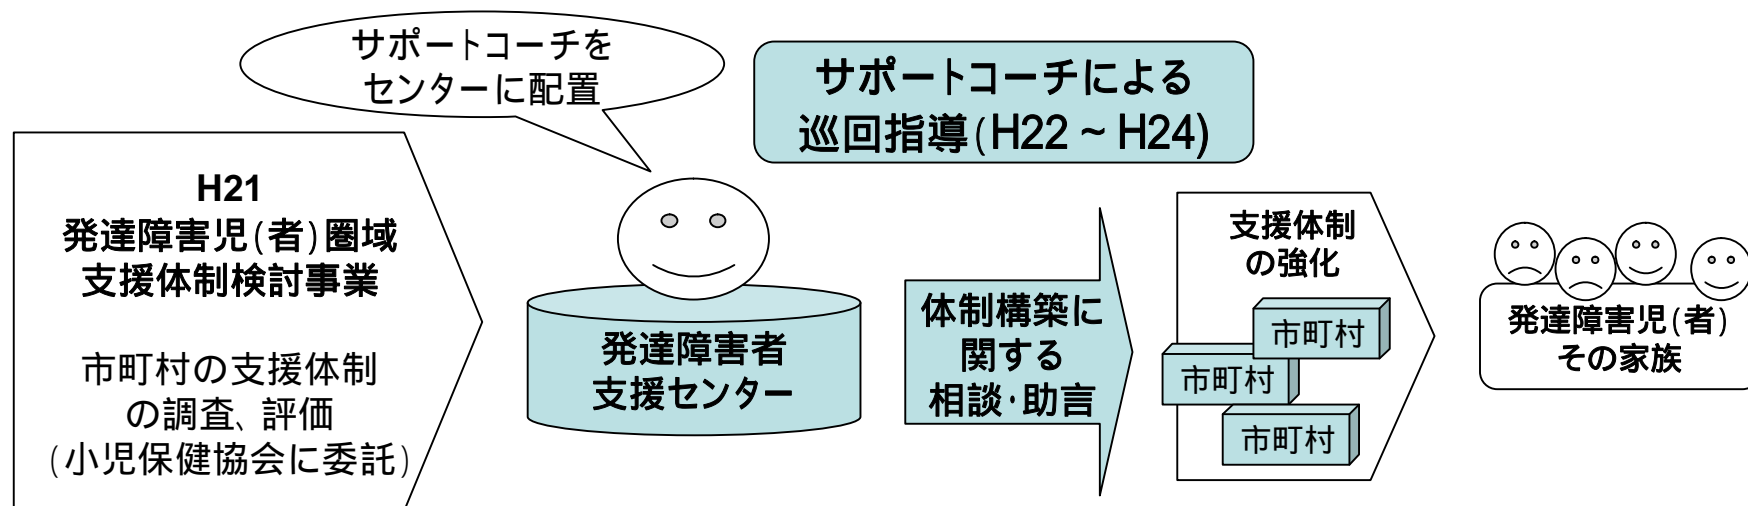 サポートコーチを
センターに配置
サポートコーチによる
巡回指導(H22~H24)
H21
発達障害児(者)圏域
支援体制検討事業
市町村の支援体制
の調査、評価
(小児保健協会に委託)
発達障害者
支援センター
体制構築に
関する
相談・助言
支援体制
の強化
市町村
市町村
市町村
発達障害児(者)
その家族